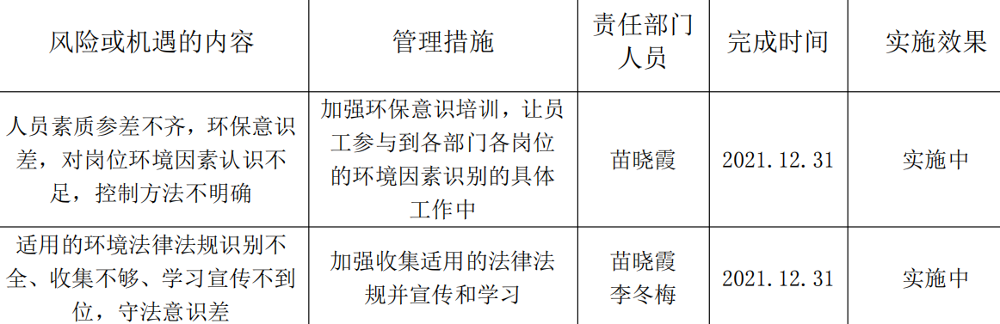 风险或机遇的内容
管理措施
责任部门
人员
完成时间
实施效果
人员素质参差不齐，环保意识
差，对岗位环境因素认识不
足，控制方法不明确
加强环保意识培训，让员
工参与到各部门各岗位
的环境因素识别的具体
工作中
苗晓霞
2021.12.31
实施中
适用的环境法律法规识别不
全、收集不够、学习宣传不到
位，守法意识差
加强收集适用的法律法
规并宣传和学习
苗晓霞
李冬梅
2021.12.31
实施中